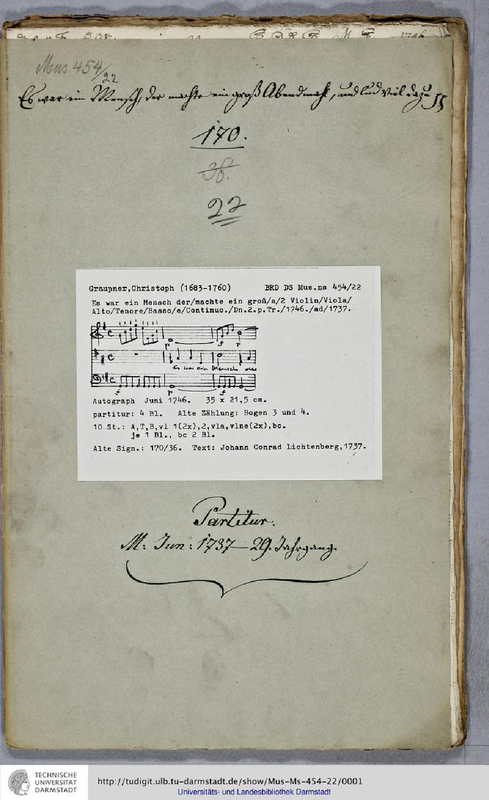 Mus 454/22
Es war ein Mensch, der machte ein groß Abendmahl, und lud viel dazu
170.
36.
22
Graupner,Christoph (1683-1760) BRD DS Mus.ms 454/22
Es war ein Mensch der/machte ein groß/a/2 Violin/Viola/
Alto/Tenore/Basso/e/Continuo./Dn.2.p.Tr./1746./ad/1737.
Es war ein Mensch der
Autograph Juni 1746. 35 x 21,5 cm.
partitur: 4 Bl. Alte Zählung: Bogen 3 und 4.
10 St.: A,T,B,vl 1(2x),2,vla,vlne(2x),bc.
je 1 Bl., bc 2 Bl.
Alte Sign.: 170/36. Text: Johann Conrad Lichtenberg,1737.
Partitur.
M: Jun: 1737—29. Jahrgang.
TECHNISCHE
UNIVERSITÄT
DARMSTADT
http://tudigit.ulb.tu-darmstadt.de/show/Mus-Ms-454-22/0001
Universitäts- und Landesbibliothek Darmstadt